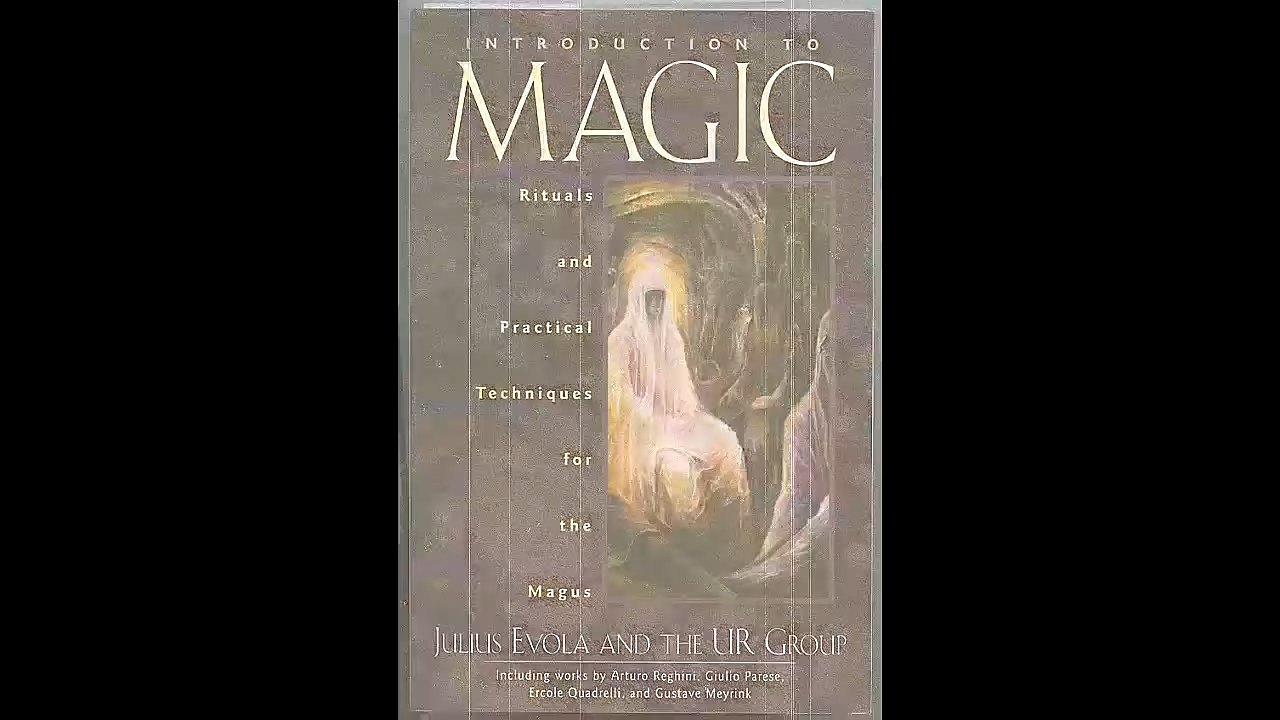 INTRODUCTION TO
MAGIC
Rituals
and
Practical
Techniques
for
the
Magus
JULIUS EVOLA AND THE UR GROUP
Including works by Arturo Reghini, Giulio Parese,
Ercole Quadrelli, and Gustave Meyrink